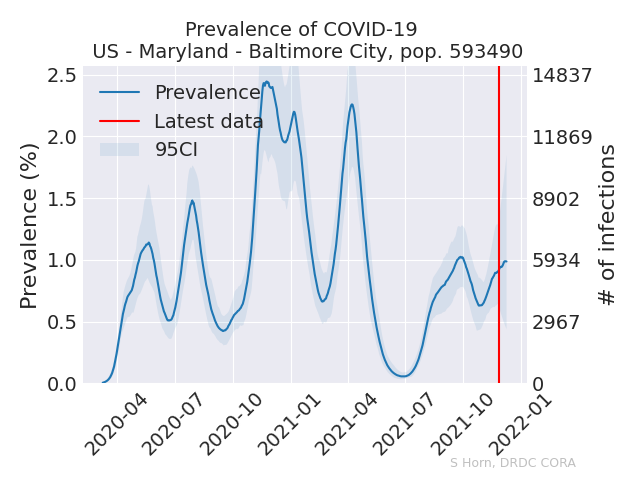 Prevalence of COVID-19
US - Maryland - Baltimore City, pop. 593490
Prevalence
Latest data
95CI
Prevalence (%)
2.5
2.0
1.5
1.0
0.5
0.0
14837
11869
8902
5934
2967
0
# of infections
2020-04
2020-07
2020-10
2021-01
2021-04
2021-07
2021-10
2022-01
S Horn, DRDC CORA